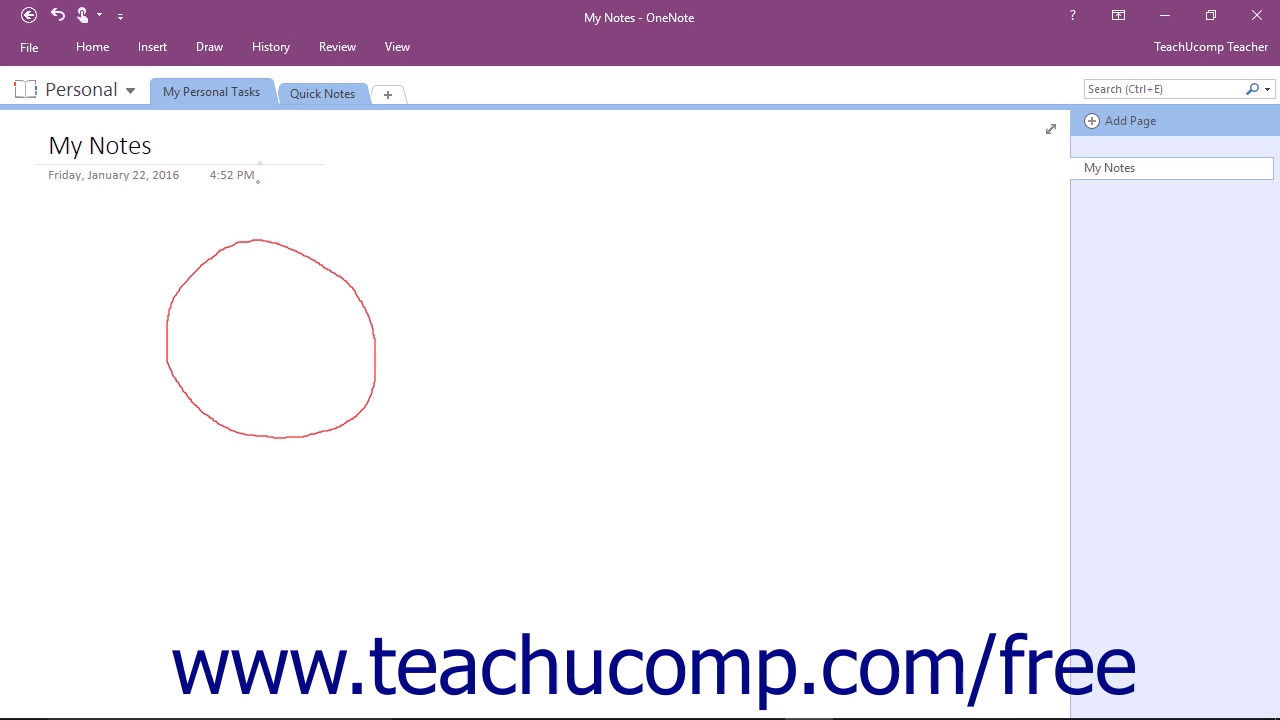 My Notes - OneNote
?
File Home Insert Draw History Review View TeachUcomp Teacher
Personal My Personal Tasks Quick Notes + Search (Ctrl+E)
Add Page
My Notes
My Notes
Friday, January 22, 2016 4:52 PM
www.teachucomp.com/free